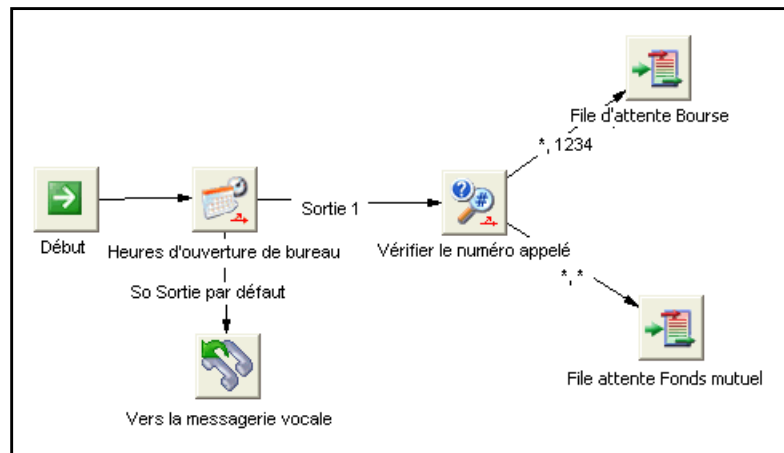 File d'attente Bourse
*, 1234
Sortie 1
Début
Heures d'ouverture de bureau
Vérifier le numéro appelé
*, *
So Sortie par défaut
File attente Fonds mutuel
Vers la messagerie vocale